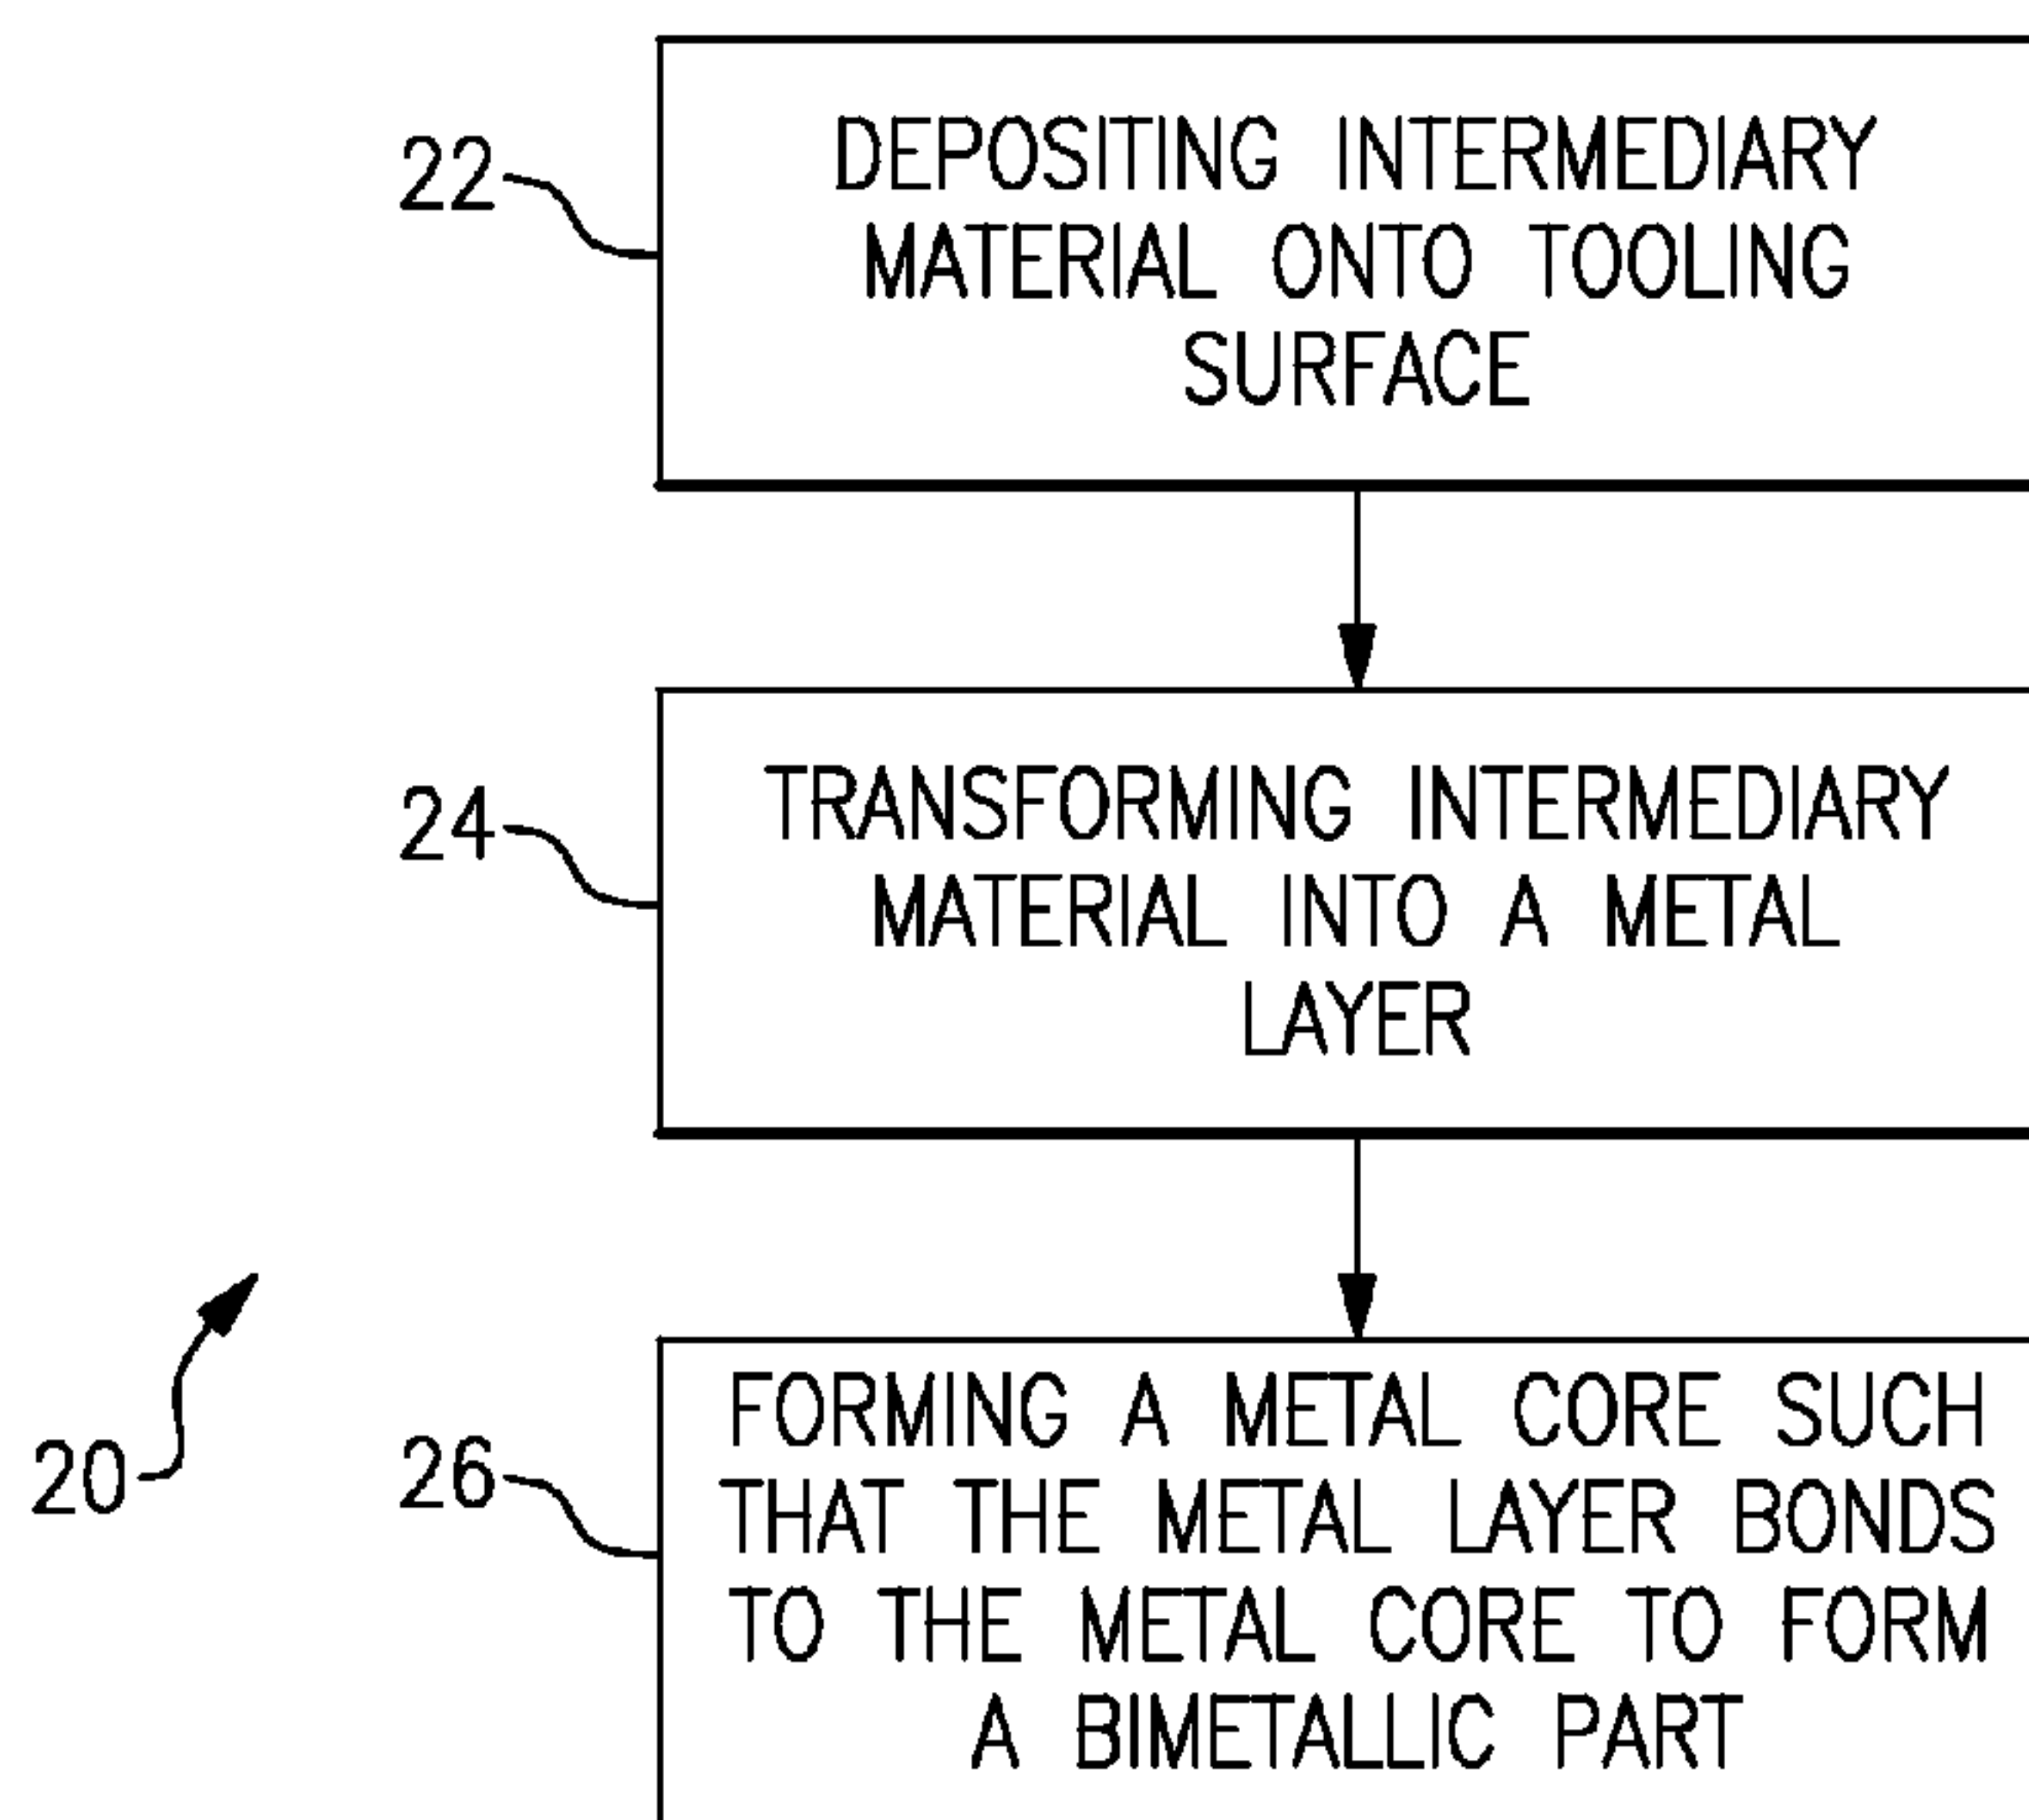 22
DEPOSITING INTERMEDIARY
MATERIAL ONTO TOOLING
SURFACE
24
TRANSFORMING INTERMEDIARY
MATERIAL INTO A METAL
LAYER
20
26
FORMING A METAL CORE SUCH
THAT THE METAL LAYER BONDS
TO THE METAL CORE TO FORM
A BIMETALLIC PART